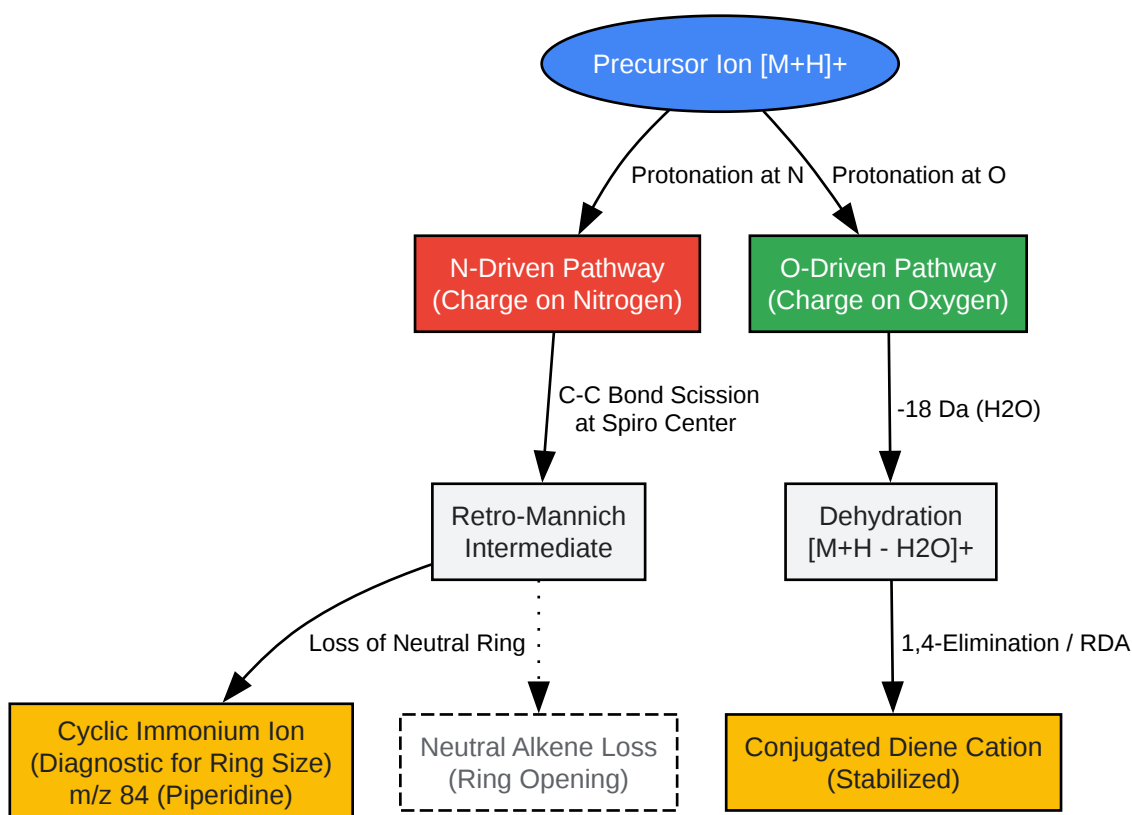 Precursor Ion [M+H]+
Protonation at N
Protonation at O
N-Driven Pathway
(Charge on Nitrogen)
O-Driven Pathway
(Charge on Oxygen)
C-C Bond Scission
at Spiro Center
-18 Da (H2O)
Retro-Mannich
Intermediate
Dehydration
[M+H - H2O]+
Loss of Neutral Ring
1,4-Elimination / RDA
Cyclic Immonium Ion
(Diagnostic for Ring Size)
m/z 84 (Piperidine)
Neutral Alkene Loss
(Ring Opening)
Conjugated Diene Cation
(Stabilized)